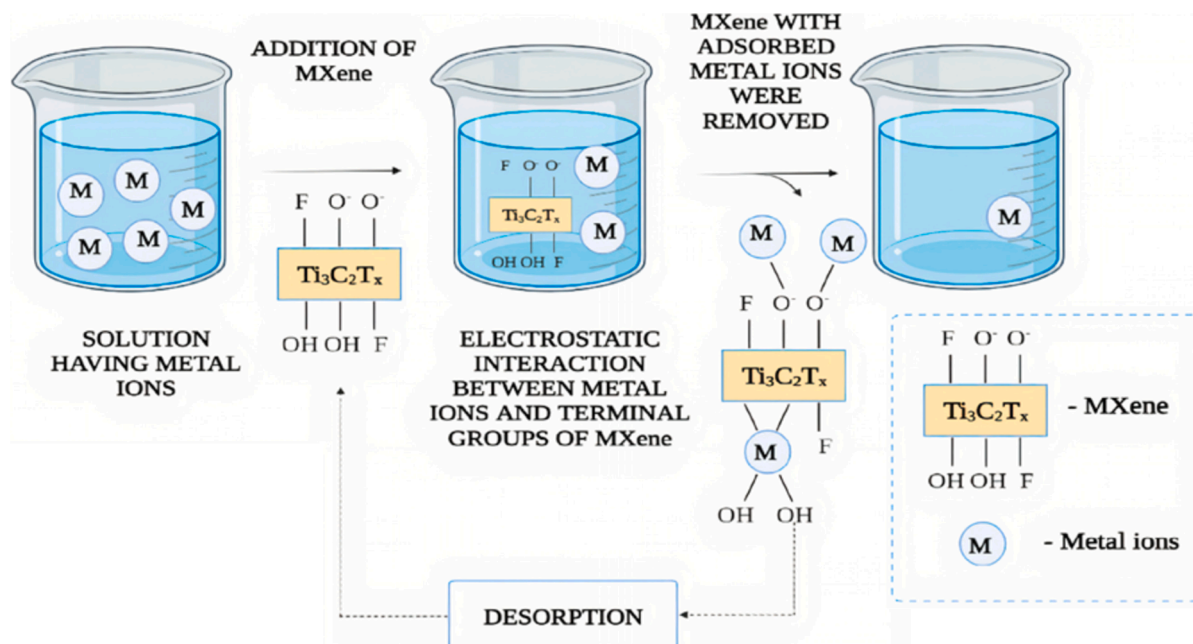 ADDITION OF
MXene
MXENE WITH
ADSORBED
METAL IONS
WERE
REMOVED
M
M
M
M
M
F O⁻ O⁻
Ti₃C₂Tₓ
OH OH F
F O⁻ O⁻
Ti₃C₂Tₓ
OH OH F
M
M
M
M
F O⁻ O⁻
Ti₃C₂Tₓ
M
F
OH OH
M
SOLUTION
HAVING METAL
IONS
ELECTROSTATIC
INTERACTION
BETWEEN METAL
IONS AND TERMINAL
GROUPS OF MXene
F O⁻ O⁻
Ti₃C₂Tₓ
- MXene
OH OH F
M
- Metal ions
DESORPTION